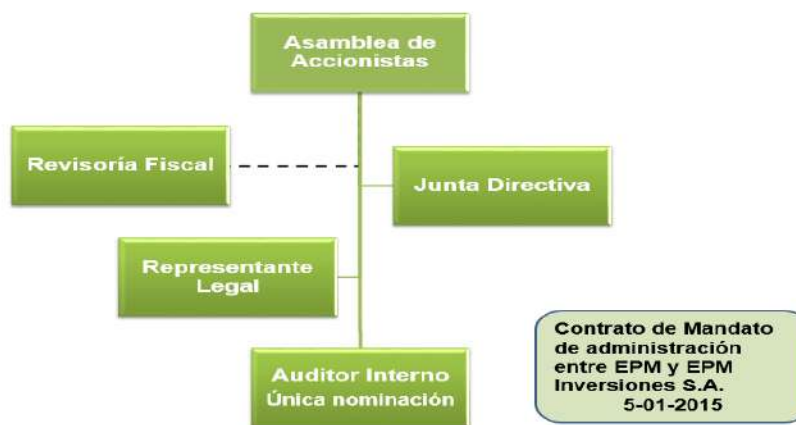 Asamblea de
Accionistas
Revisoría Fiscal
Junta Directiva
Representante
Legal
Auditor Interno
Única nominación
Contrato de Mandato
de administración
entre EPM y EPM
Inversiones S.A.
5-01-2015